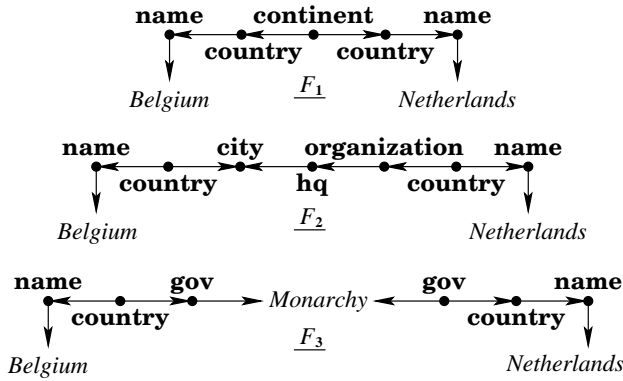 name continent name
country country
Belgium F1 Netherlands
name city organization name
country hq country
Belgium F2 Netherlands
name gov Monarchy gov name
country country
Belgium F3 Netherlands